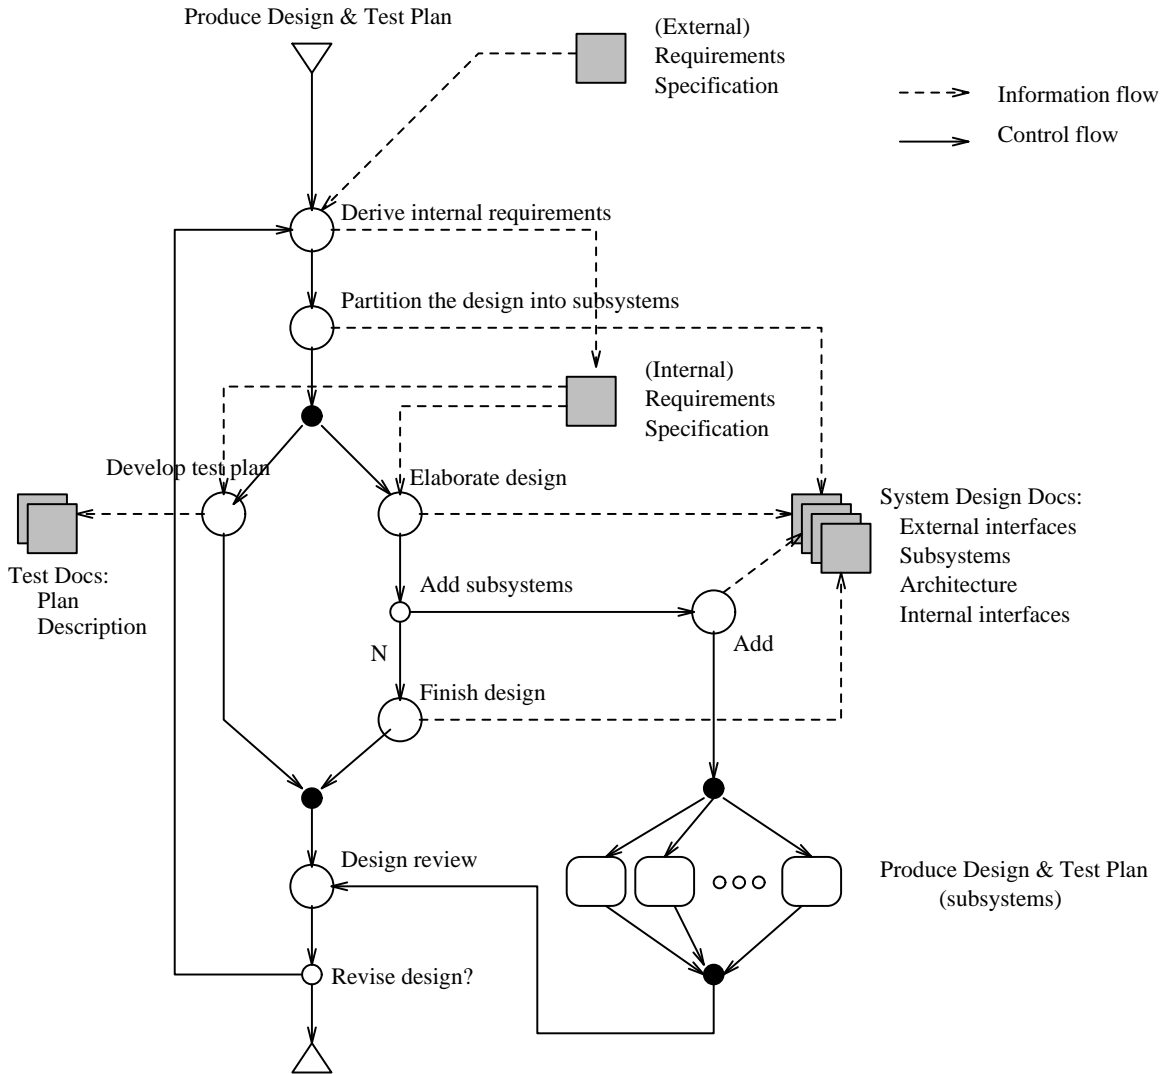 Produce Design & Test Plan
(External)
Requirements
Specification
Information flow
Control flow
Derive internal requirements
Partition the design into subsystems
(Internal)
Requirements
Specification
Develop test plan
Elaborate design
System Design Docs:
External interfaces
Subsystems
Architecture
Internal interfaces
Test Docs:
Plan
Description
Add subsystems
N
Add
Finish design
Design review
Produce Design & Test Plan
(subsystems)
Revise design?